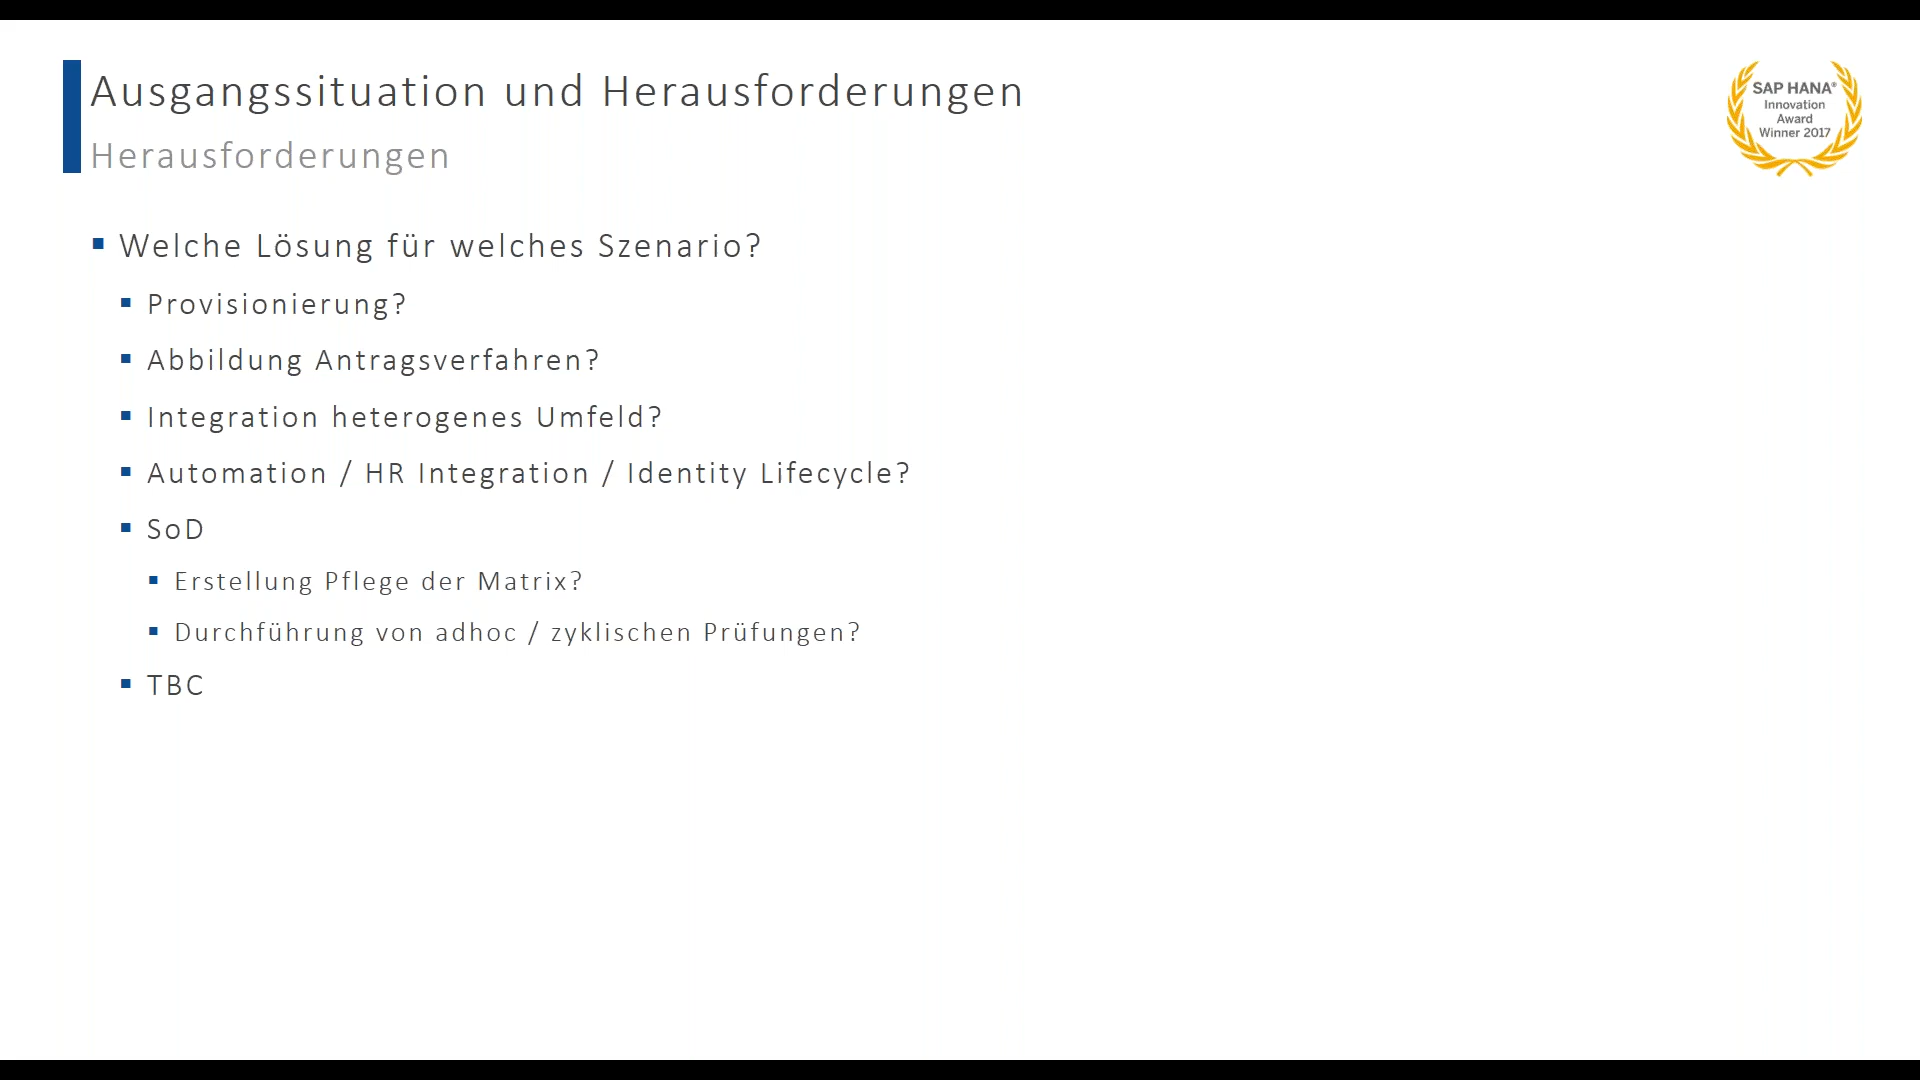 Ausgangssituation und Herausforderungen
Herausforderungen
SAP HANA®
Innovation
Award
Winner 2017
Welche Lösung für welches Szenario?
Provisionierung?
Abbildung Antragsverfahren?
Integration heterogenes Umfeld?
Automation / HR Integration / Identity Lifecycle?
SoD
Erstellung Pflege der Matrix?
Durchführung von adhoc / zyklischen Prüfungen?
TBC